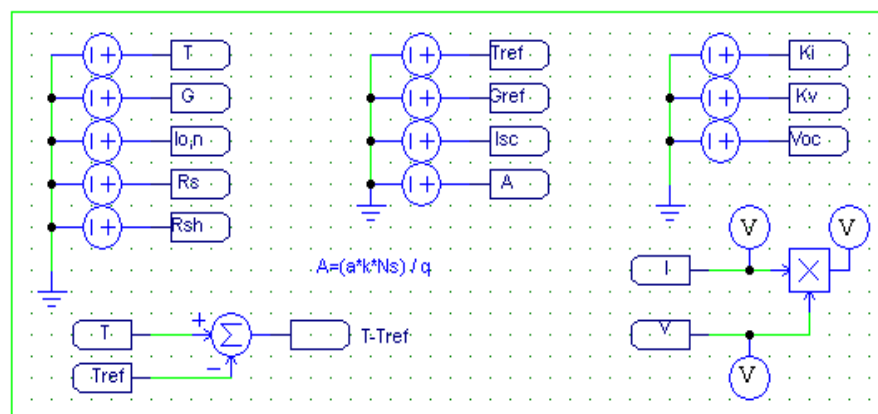 T Tref Ki
G Gref Kv
Io,n Isc Voc
Rs A
Rsh
V V
A=(a*k*Ns) / q
I
T T-Tref V
Tref
V